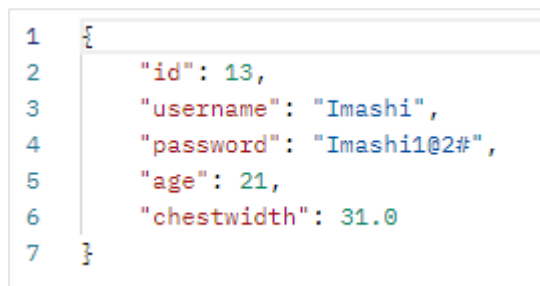 1 {
2 "id": 13,
3 "username": "Imashi",
4 "password": "Imashi1@2#",
5 "age": 21,
6 "chestwidth": 31.0
7 }